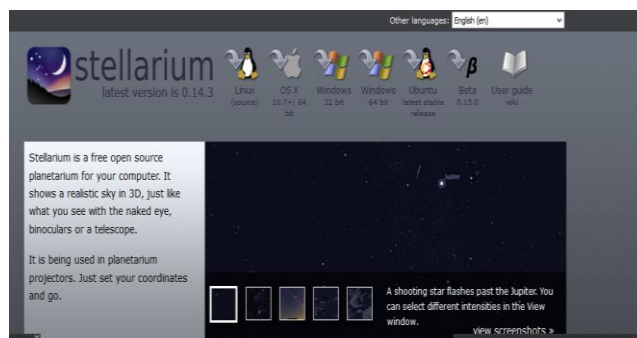 Other languages: English (en)
stellarium
latest version is 0.14.3
Linux
(source)
OS X
10.7+; 64
bit
Windows
32 bit
Windows
64 bit
Ubuntu
latest stable
release
Beta
0.15.0
User guide
wiki
Stellarium is a free open source
planetarium for your computer. It
shows a realistic sky in 3D, just like
what you see with the naked eye,
binoculars or a telescope.
It is being used in planetarium
projectors. Just set your coordinates
and go.
Jupiter
A shooting star flashes past the Jupiter. You
can select different intensities in the View
window.
view screenshots »